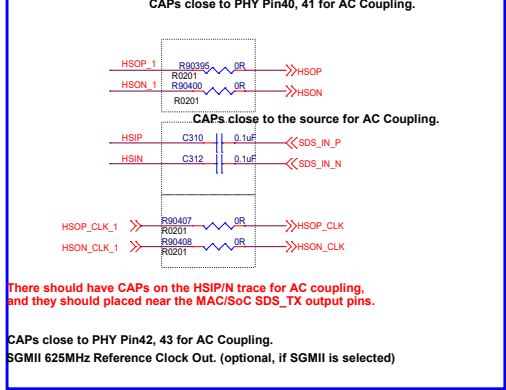 CAPs close to PHY Pin40, 41 for AC Coupling.
HSOP_1 R90395 0R HSOP
R0201
HSON_1 R90400 0R HSON
R0201
CAPs close to the source for AC Coupling.
HSIP C310 0.1uF SDS_IN_P
HSIN C312 0.1uF SDS_IN_N
HSOP_CLK_1 R90407 0R HSOP_CLK
R0201
HSON_CLK_1 R90408 0R HSON_CLK
R0201
There should have CAPs on the HSIP/N trace for AC coupling,
and they should placed near the MAC/SoC SDS_TX output pins.
CAPs close to PHY Pin42, 43 for AC Coupling.
SGMII 625MHz Reference Clock Out. (optional, if SGMII is selected)